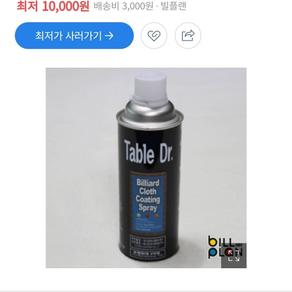 최저 10,000원 배송비 3,000원 · 빌플랜
최저가 사러가기 >
Table Dr.
Billiard
Cloth
Coating
Spray
BILL
PLAN